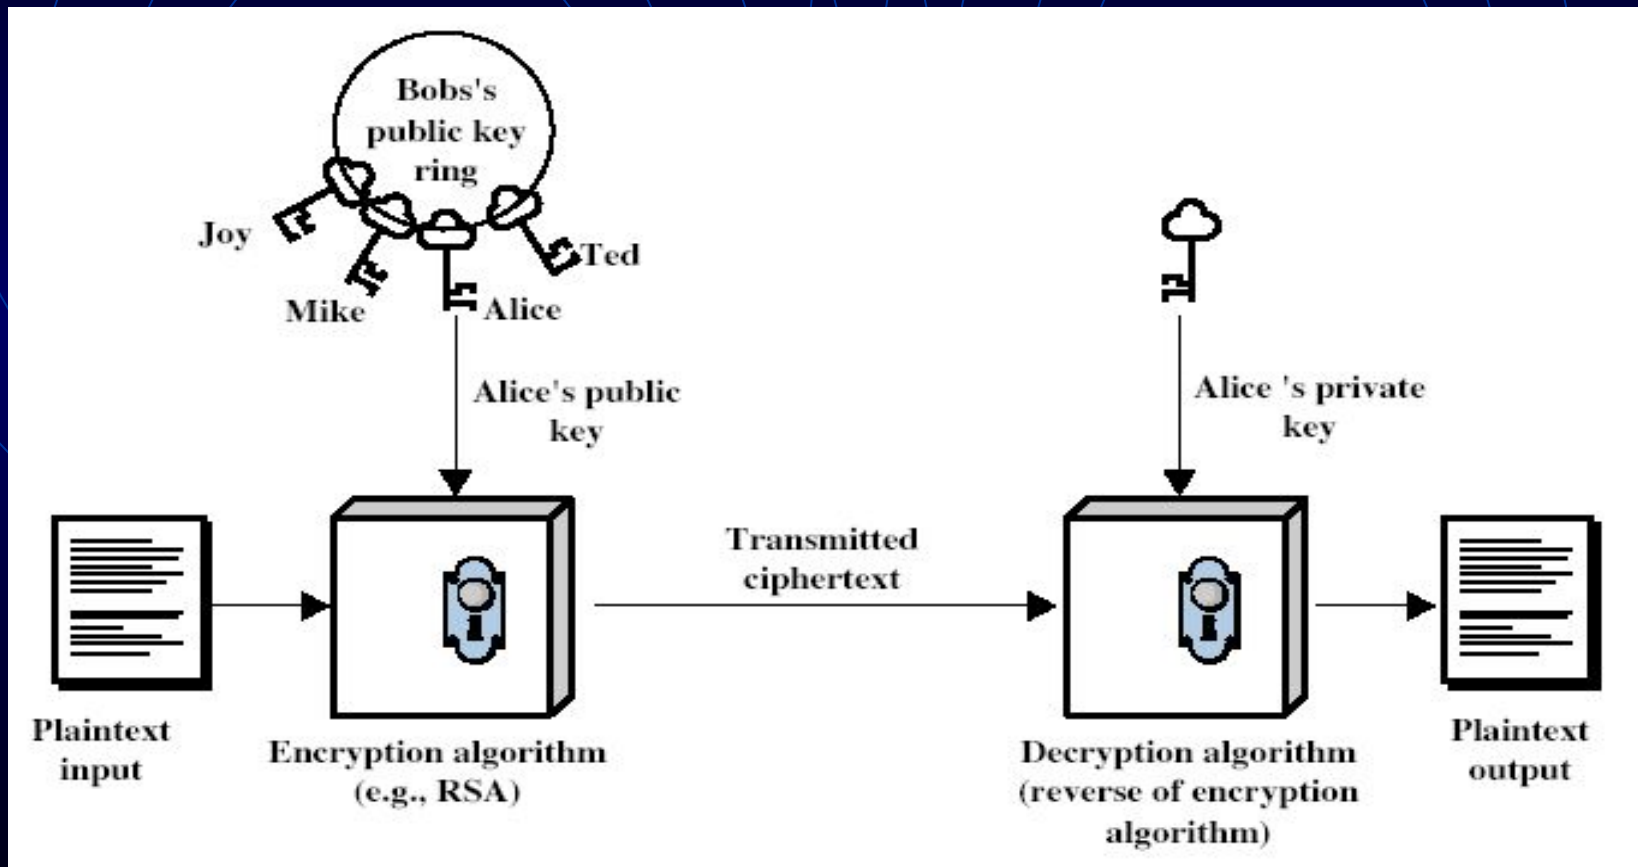 Bobs's
public key
ring
Joy
Ted
Mike
Alice
Alice's public
key
Alice 's private
key
Transmitted
ciphertext
Plaintext
input
Encryption algorithm
(e.g., RSA)
Decryption algorithm
(reverse of encryption
algorithm)
Plaintext
output